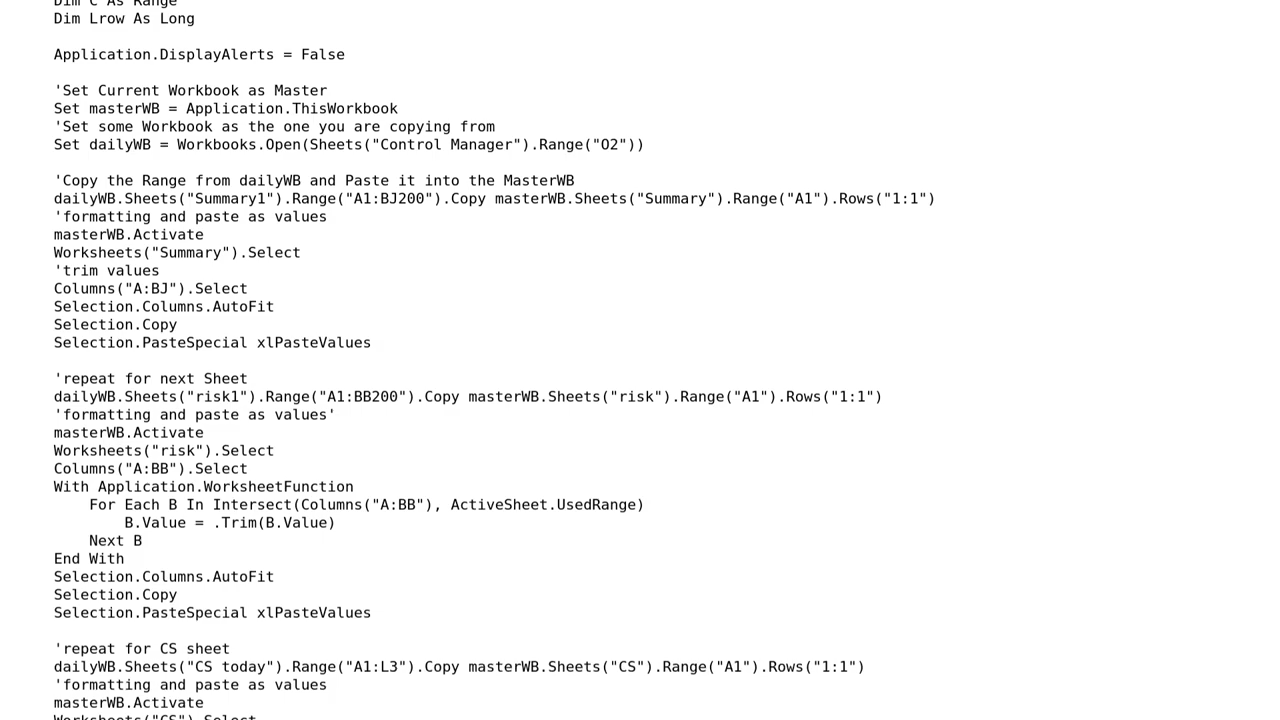 Dim C As Range
Dim Lrow As Long
Application.DisplayAlerts = False
'Set Current Workbook as Master
Set masterWB = Application.ThisWorkbook
'Set some Workbook as the one you are copying from
Set dailyWB = Workbooks.Open(Sheets("Control Manager").Range("O2"))
'Copy the Range from dailyWB and Paste it into the MasterWB
dailyWB.Sheets("Summary1").Range("A1:BJ200").Copy masterWB.Sheets("Summary").Range("A1").Rows("1:1")
'formatting and paste as values
masterWB.Activate
Worksheets("Summary").Select
'trim values
Columns("A:BJ").Select
Selection.Columns.AutoFit
Selection.Copy
Selection.PasteSpecial xlPasteValues
'repeat for next Sheet
dailyWB.Sheets("risk1").Range("A1:BB200").Copy masterWB.Sheets("risk").Range("A1").Rows("1:1")
'formatting and paste as values'
masterWB.Activate
Worksheets("risk").Select
Columns("A:BB").Select
With Application.WorksheetFunction
    For Each B In Intersect(Columns("A:BB"), ActiveSheet.UsedRange)
        B.Value = .Trim(B.Value)
    Next B
End With
Selection.Columns.AutoFit
Selection.Copy
Selection.PasteSpecial xlPasteValues
'repeat for CS sheet
dailyWB.Sheets("CS today").Range("A1:L3").Copy masterWB.Sheets("CS").Range("A1").Rows("1:1")
'formatting and paste as values
masterWB.Activate
Worksheets("CS").Select